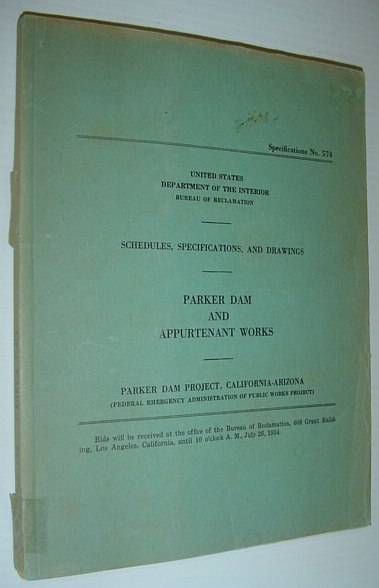 Specifications No. 574
UNITED STATES
DEPARTMENT OF THE INTERIOR
BUREAU OF RECLAMATION
SCHEDULES, SPECIFICATIONS, AND DRAWINGS
PARKER DAM
AND
APPURTENANT WORKS
PARKER DAM PROJECT, CALIFORNIA-ARIZONA
(FEDERAL EMERGENCY ADMINISTRATION OF PUBLIC WORKS PROJECT)
Bids will be received at the office of the Bureau of Reclamation, 608 Grant Build-
ing, Los Angeles, California, until 10 o'clock A. M., July 26, 1934.